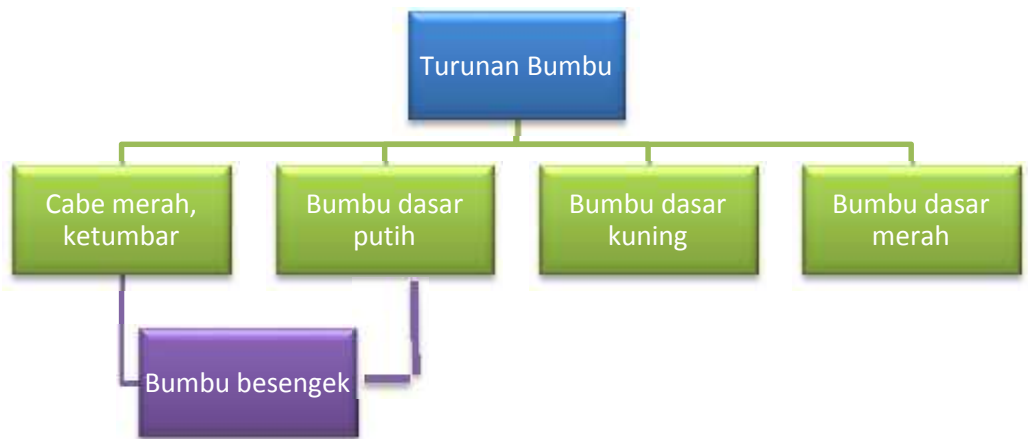 Turunan Bumbu
Cabe merah,
ketumbar
Bumbu dasar
putih
Bumbu dasar
kuning
Bumbu dasar
merah
Bumbu besengek